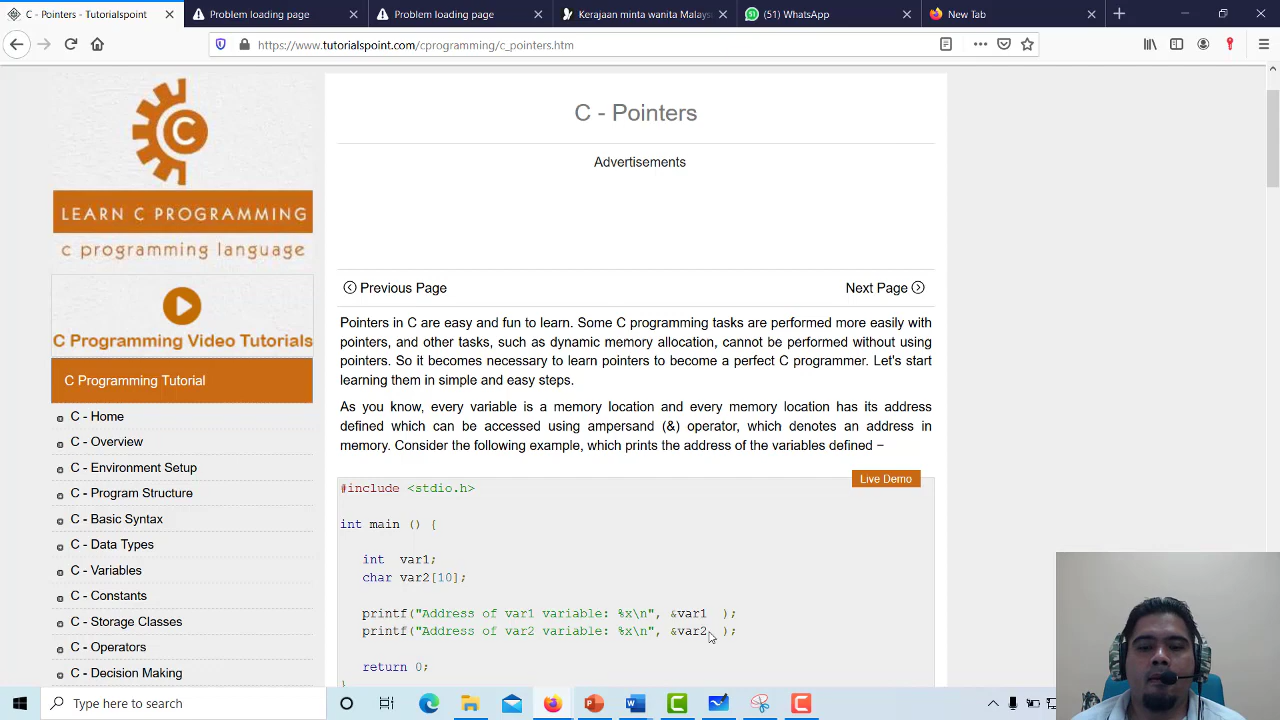 C - Pointers - Tutorialspoint
Problem loading page
Problem loading page
Kerajaan minta wanita Malays
(51) WhatsApp
New Tab
https://www.tutorialspoint.com/cprogramming/c_pointers.htm
C
LEARN C PROGRAMMING
c programming language
C Programming Video Tutorials
C Programming Tutorial
C - Home
C - Overview
C - Environment Setup
C - Program Structure
C - Basic Syntax
C - Data Types
C - Variables
C - Constants
C - Storage Classes
C - Operators
C - Decision Making
C - Pointers
Advertisements
Previous Page
Next Page
Pointers in C are easy and fun to learn. Some C programming tasks are performed more easily with
pointers, and other tasks, such as dynamic memory allocation, cannot be performed without using
pointers. So it becomes necessary to learn pointers to become a perfect C programmer. Let's start
learning them in simple and easy steps.
As you know, every variable is a memory location and every memory location has its address
defined which can be accessed using ampersand (&) operator, which denotes an address in
memory. Consider the following example, which prints the address of the variables defined −
Live Demo
#include <stdio.h>
int main () {
int  var1;
char var2[10];
printf("Address of var1 variable: %x\n", &var1  );
printf("Address of var2 variable: %x\n", &var2  );
return 0;
}
Type here to search